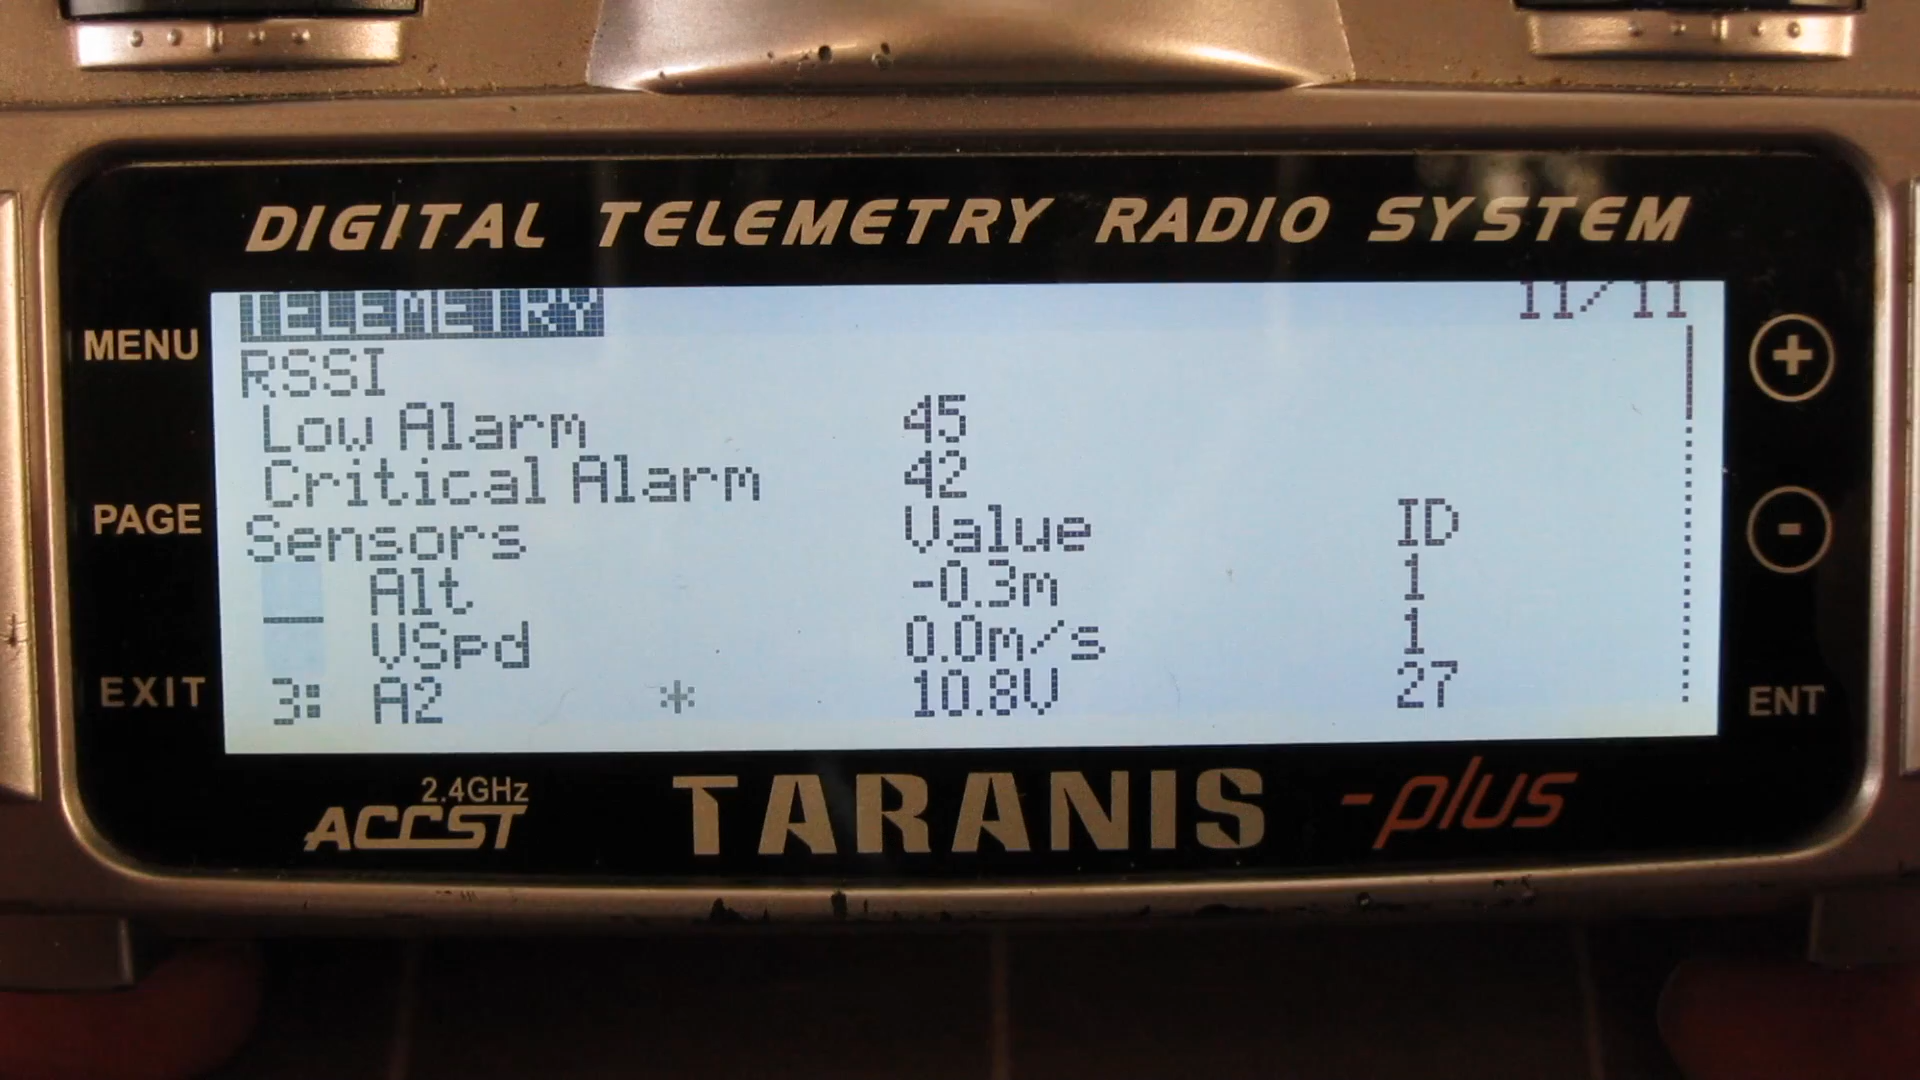 DIGITAL TELEMETRY RADIO SYSTEM
TELEMETRY 11/11
MENU
RSSI
+
Low Alarm 45
Critical Alarm 42
PAGE
Sensors Value ID
-
Alt -0.3m 1
VSpd 0.0m/s 1
EXIT
3: A2 * 10.8V 27
ENT
2.4GHz
ACCST
TARANIS -plus